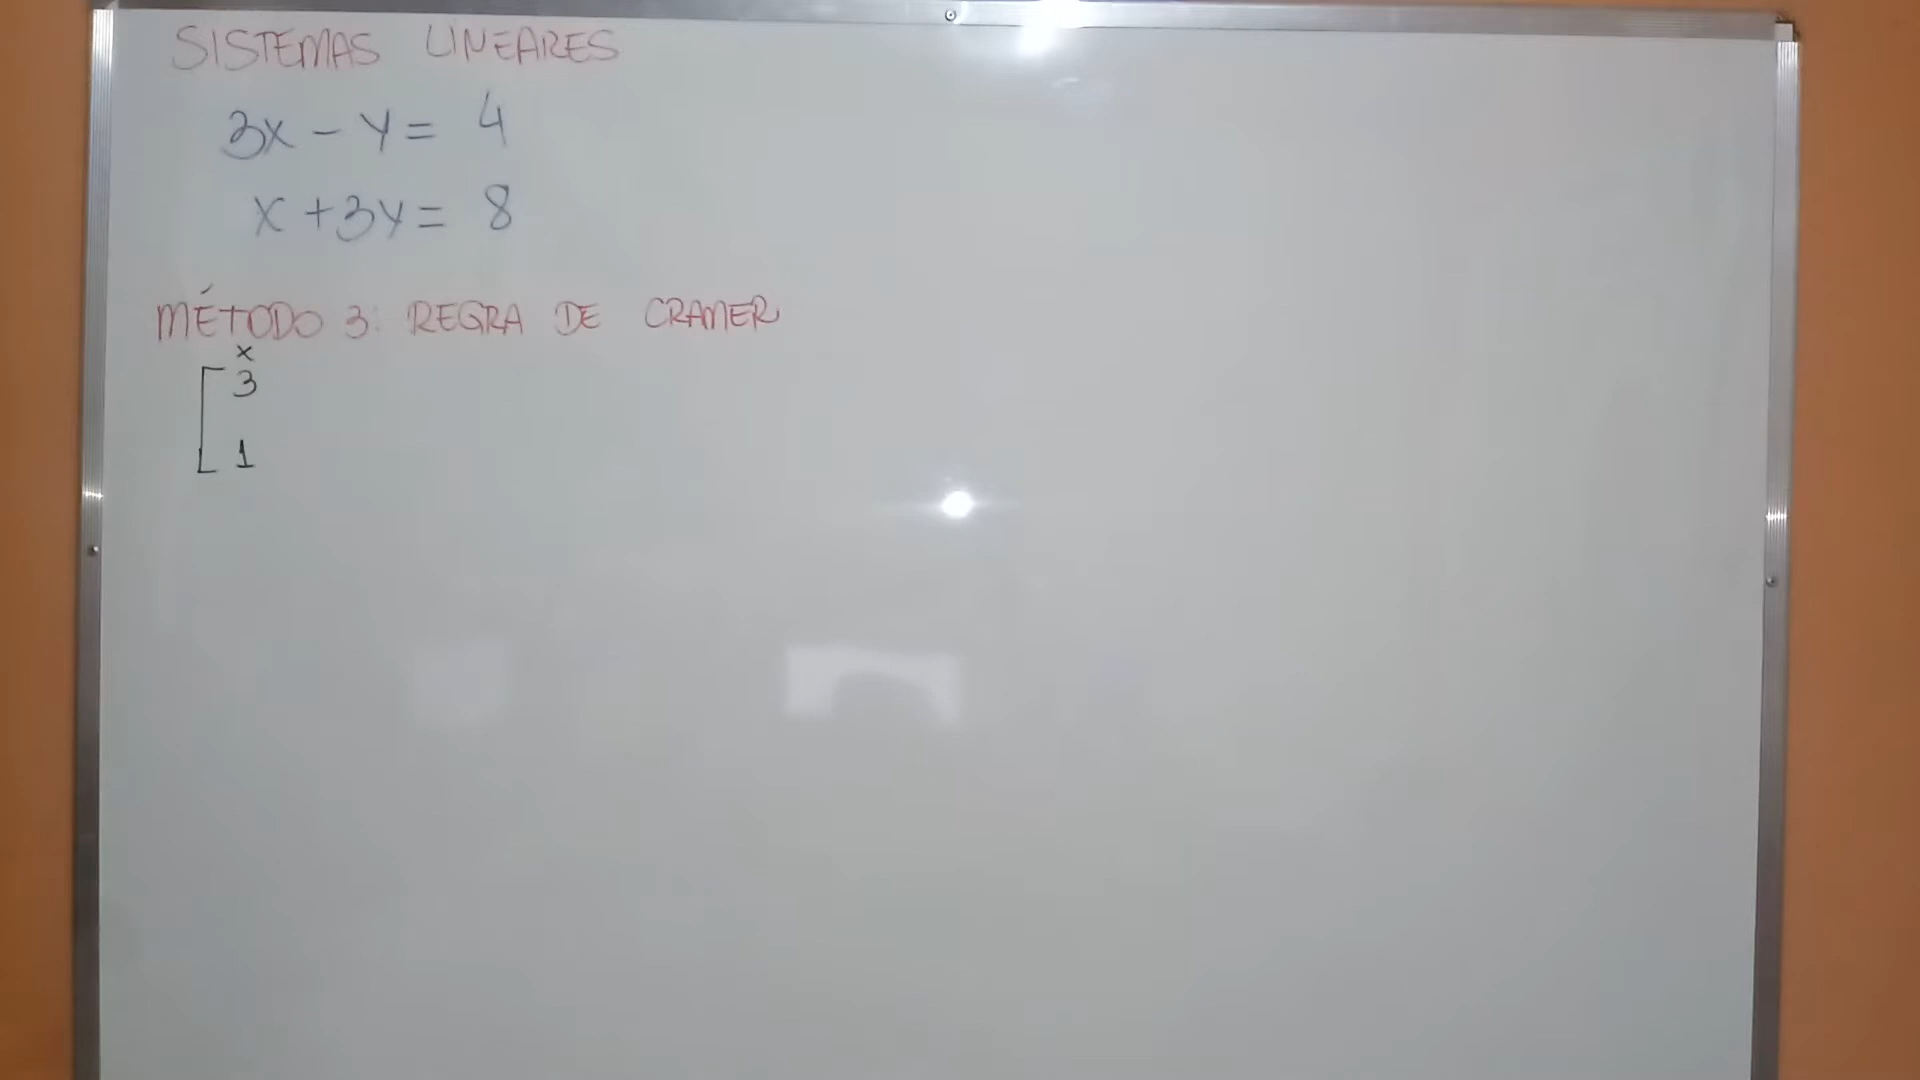 SISTEMAS LINEARES
3x - y = 4
x + 3y = 8
MÉTODO 3: REGRA DE CRAMER
x
[ 3
1